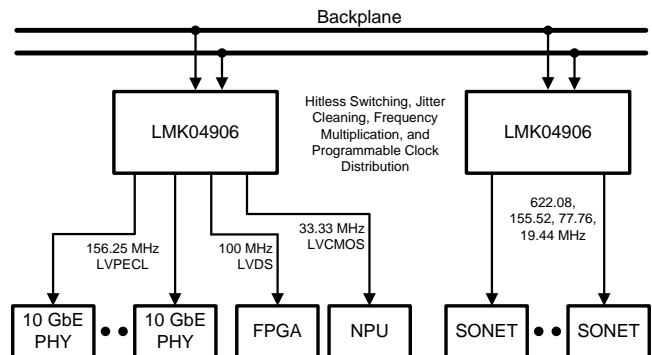 Backplane
LMK04906
Hitless Switching, Jitter
Cleaning, Frequency
Multiplication, and
Programmable Clock
Distribution
LMK04906
156.25 MHz
LVPECL
100 MHz
LVDS
33.33 MHz
LVCMOS
622.08,
155.52, 77.76,
19.44 MHz
10 GbE
PHY
10 GbE
PHY
FPGA
NPU
SONET
SONET